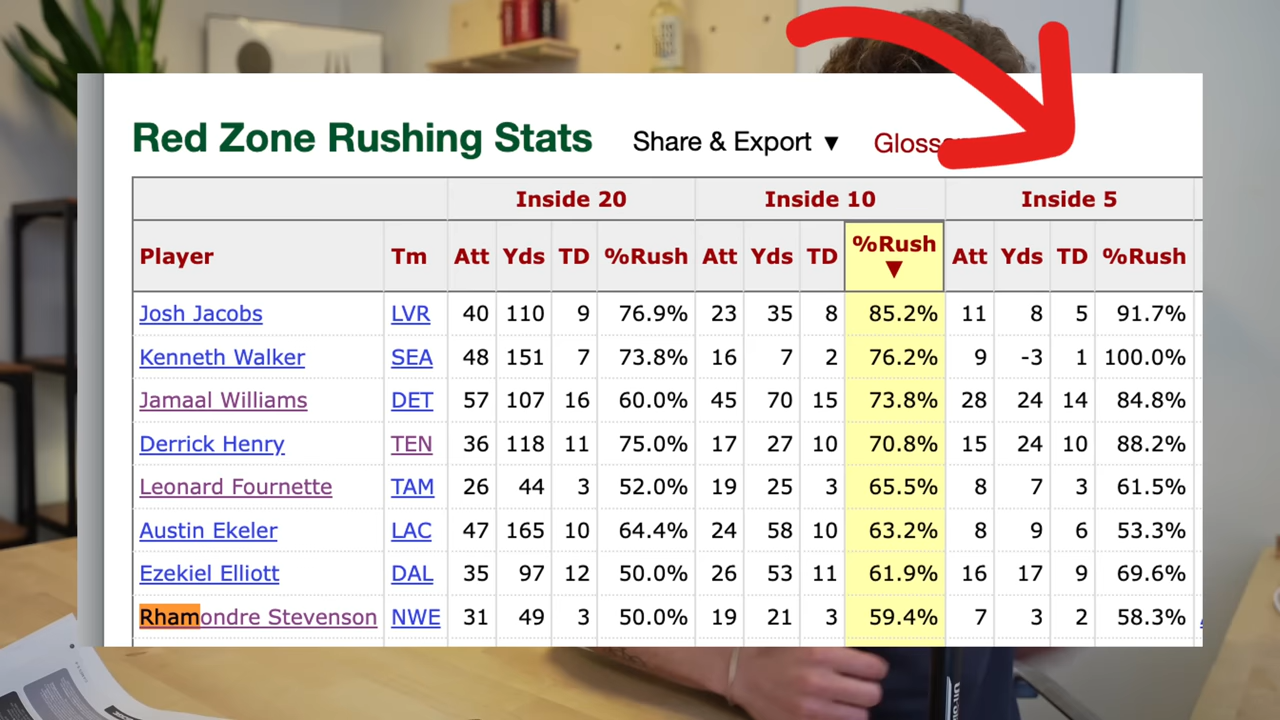 Red Zone Rushing Stats Share & Export ▼ Gloss
Inside 20 Inside 10 Inside 5
Player Tm Att Yds TD %Rush Att Yds TD %Rush ▼ Att Yds TD %Rush
Josh Jacobs LVR 40 110 9 76.9% 23 35 8 85.2% 11 8 5 91.7%
Kenneth Walker SEA 48 151 7 73.8% 16 7 2 76.2% 9 -3 1 100.0%
Jamaal Williams DET 57 107 16 60.0% 45 70 15 73.8% 28 24 14 84.8%
Derrick Henry TEN 36 118 11 75.0% 17 27 10 70.8% 15 24 10 88.2%
Leonard Fournette TAM 26 44 3 52.0% 19 25 3 65.5% 8 7 3 61.5%
Austin Ekeler LAC 47 165 10 64.4% 24 58 10 63.2% 8 9 6 53.3%
Ezekiel Elliott DAL 35 97 12 50.0% 26 53 11 61.9% 16 17 9 69.6%
Rhamondre Stevenson NWE 31 49 3 50.0% 19 21 3 59.4% 7 3 2 58.3%